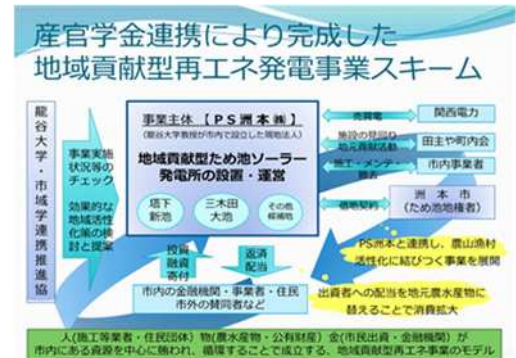 産官学金連携により完成した
地域貢献型再エネ発電事業スキーム
龍谷大学・市域学連携推進協
事業実施
状況等の
チェック
効果的な
地域活性
化策の検
討と提案
事業主体 【PS洲本㈱】
(龍谷大学教授が市内で設立した現地法人)
地域貢献型ため池ソーラー
発電所の設置・運営
塔下
新池
三木田
大池
その他
候補地
売買電
施設の見回り
地元貢献活動
施工・メンテ・
撤去
借地契約
関西電力
田主や町内会
市内事業者
洲本市
(ため池地権者)
投資
融資
寄付
返済
配当
市内の金融機関・事業者・住民
市外の賛同者など
PS洲本と連携し、農山漁村
活性化に結びつく事業を展開
出資者への配当を地元農水産物に
替えることで消費拡大
人(施工等業者・住民団体)物(農水産物・公有財産)金(市民出資・金融機関)が
市内にある資源を中心に賄われ、循環することで成立する、地域貢献型再エネ事業のモデル